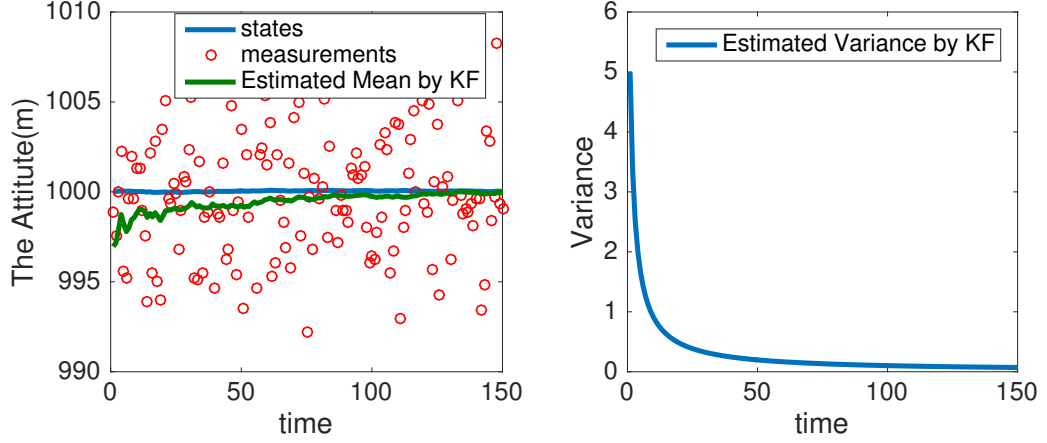 The Attitute(m)
1010
1005
1000
995
990
states
measurements
Estimated Mean by KF
0
50
100
150
time
Variance
6
5
4
3
2
1
0
Estimated Variance by KF
0
50
100
150
time